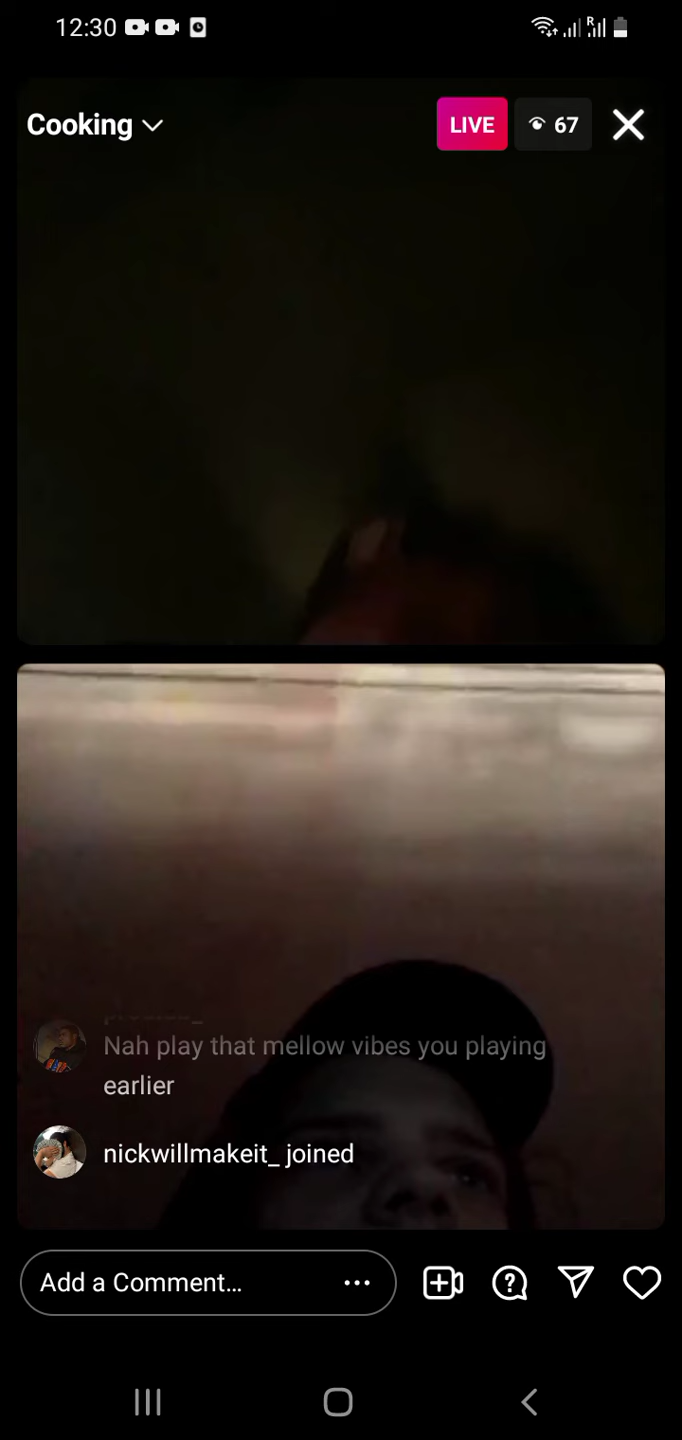 12:30
R
Cooking
LIVE
67
Nah play that mellow vibes you playing
earlier
nickwillmakeit_ joined
Add a Comment...